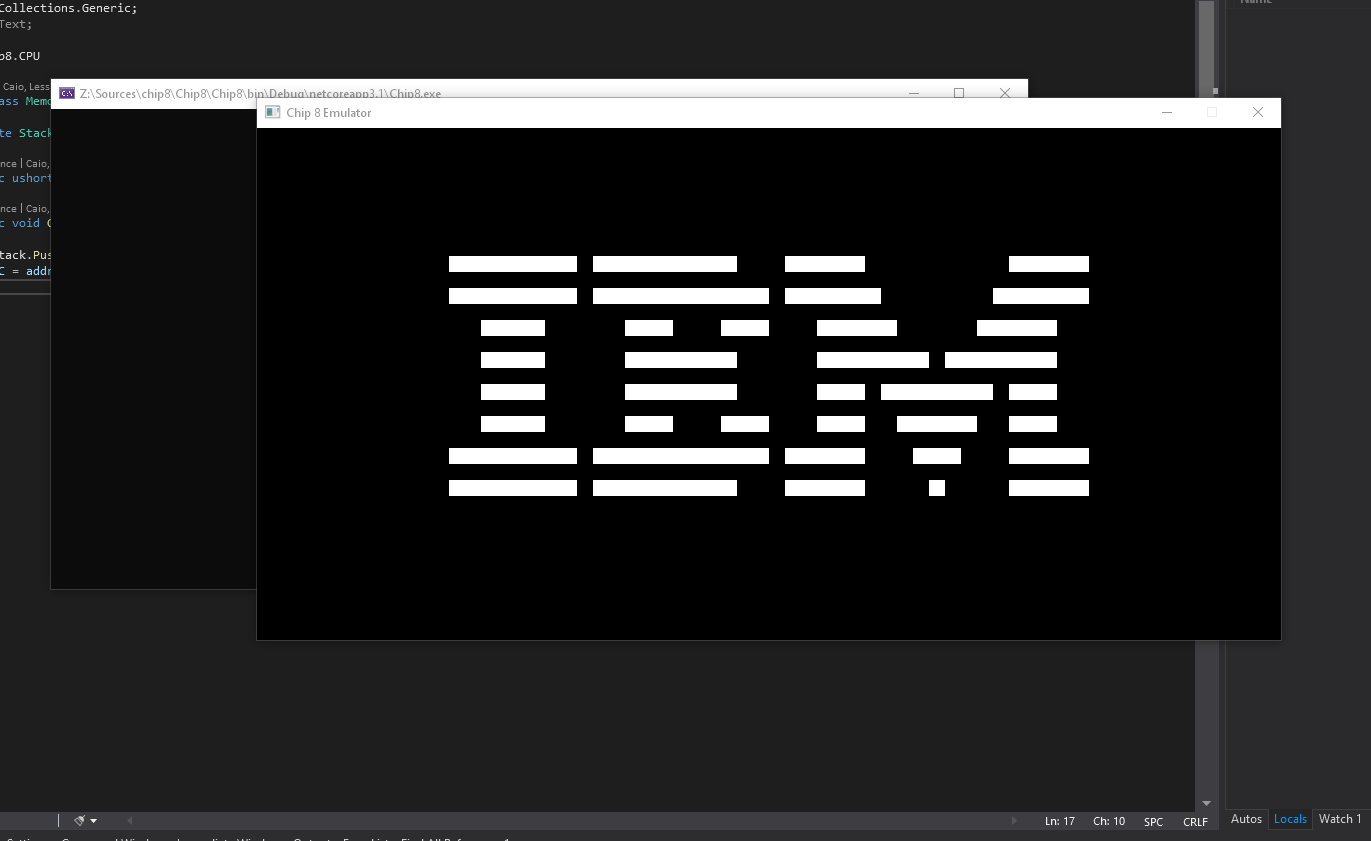 Collections.Generic;
Text;
p8.CPU
Caio, Less
ass Memo
te Stack
nce | Caio,
c ushort
nce | Caio,
c void
tack.Pus
C = addr
Z:\Sources\chip8\Chip8\Chip8\bin\Debug\netcoreapp3.1\Chip8.exe
Chip 8 Emulator
IBM
Name
Ln: 17 Ch: 10 SPC CRLF
Autos Locals Watch 1